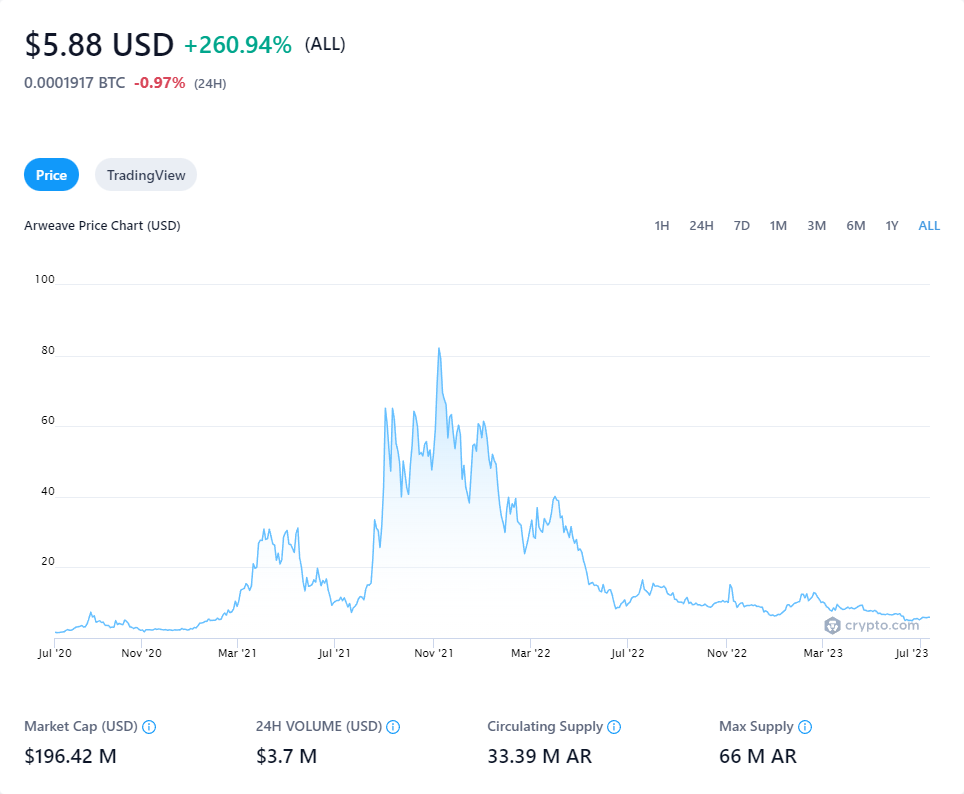 $5.88 USD +260.94% (ALL)
0.0001917 BTC -0.97% (24H)
Price TradingView
Arweave Price Chart (USD) 1H 24H 7D 1M 3M 6M 1Y ALL
100
80
60
40
20
crypto.com
Jul '20 Nov '20 Mar '21 Jul '21 Nov '21 Mar '22 Jul '22 Nov '22 Mar '23 Jul '23
Market Cap (USD) 24H VOLUME (USD) Circulating Supply Max Supply
$196.42 M $3.7 M 33.39 M AR 66 M AR